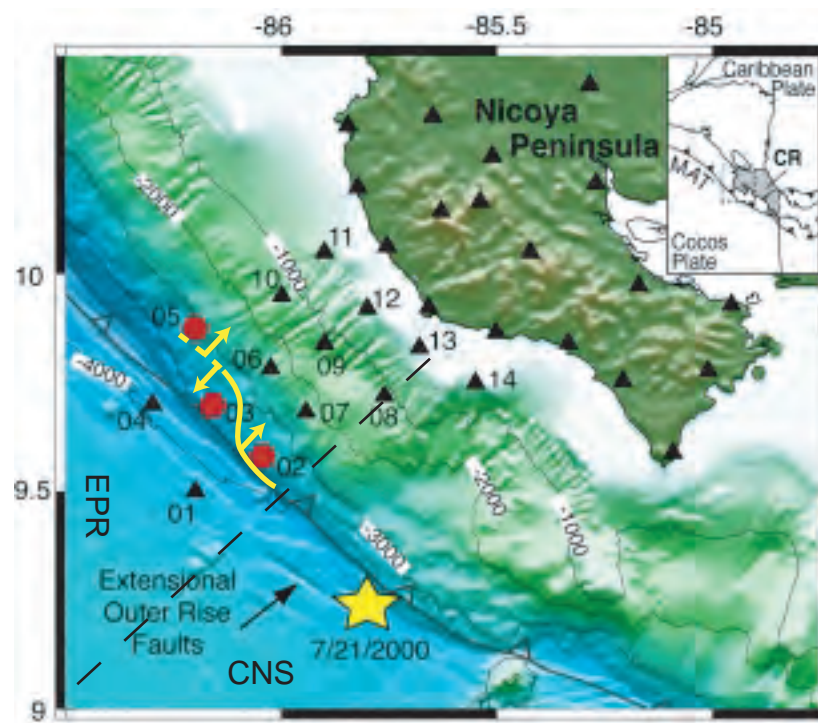 -86
-85.5
-85
Caribbean
Plate
CR
MAT
Cocos
Plate
Nicoya
Peninsula
-2000
-1000
11
10
12
10
05
13
06
09
14
-4000
08
04
03
07
02
01
9.5
EPR
-2000
-1000
-3000
Extensional
Outer Rise
Faults
7/21/2000
CNS
9